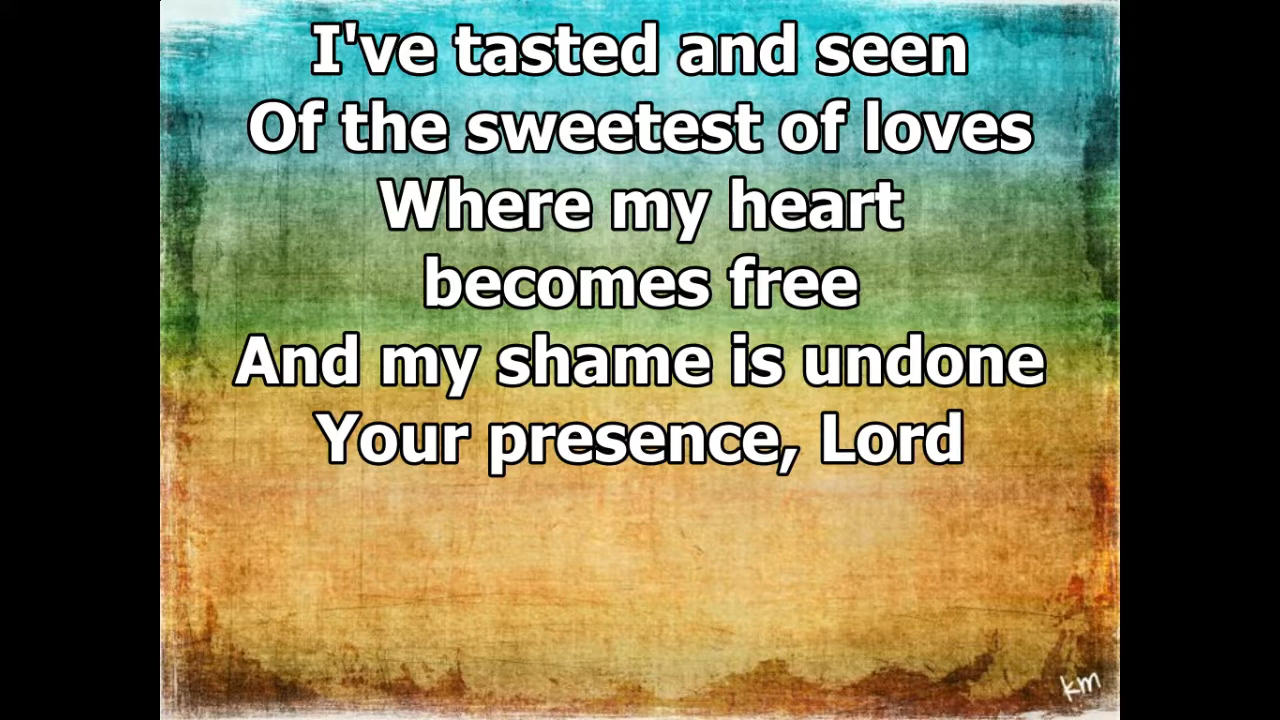 I've tasted and seen
Of the sweetest of loves
Where my heart
becomes free
And my shame is undone
Your presence, Lord
km